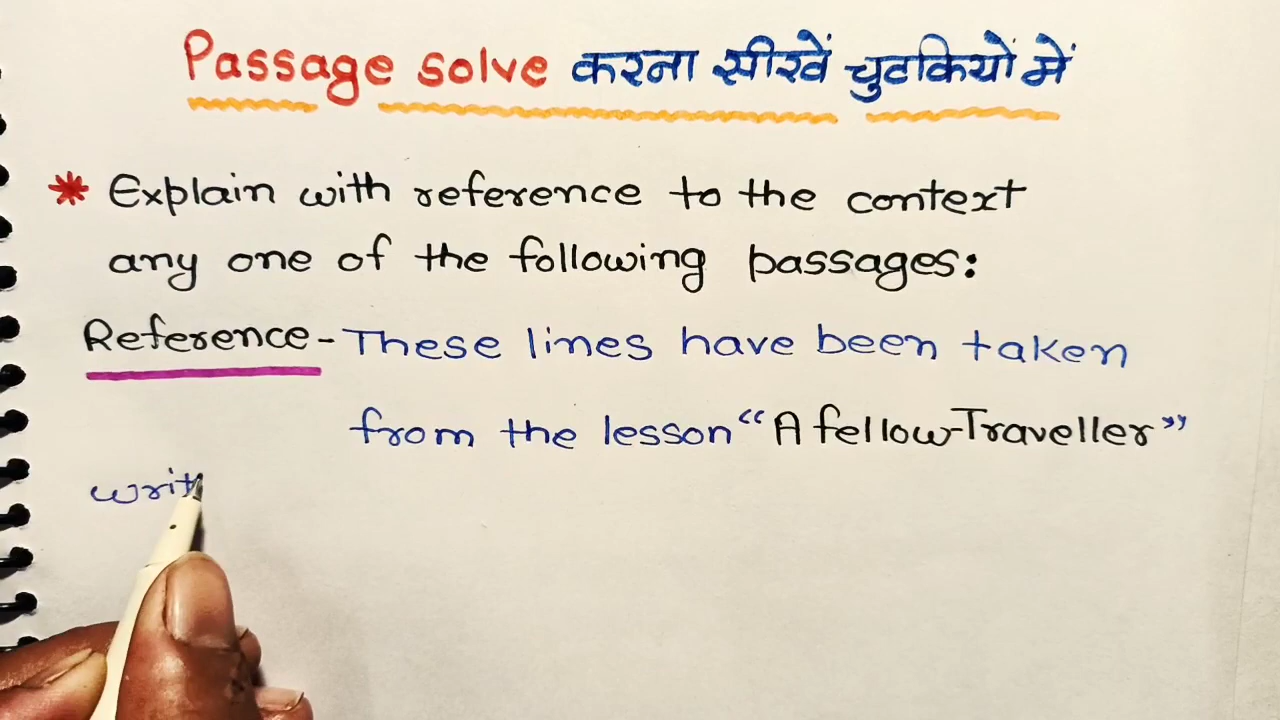 Passage solve करना सीखें चुटकियों में
* Explain with reference to the context
any one of the following passages:
Reference- These lines have been taken
from the lesson “A fellow-Traveller”
writ